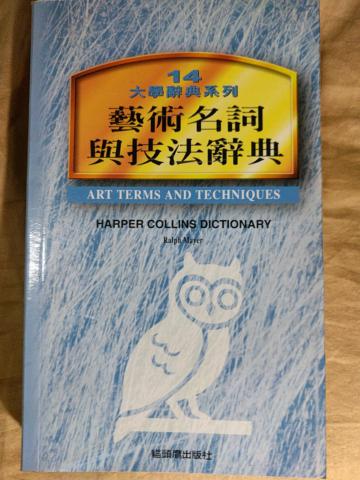 14
大學辭典系列
藝術名詞
與技法辭典
ART TERMS AND TECHNIQUES
HARPER COLLINS DICTIONARY
Ralph Mayer
貓頭鷹出版社